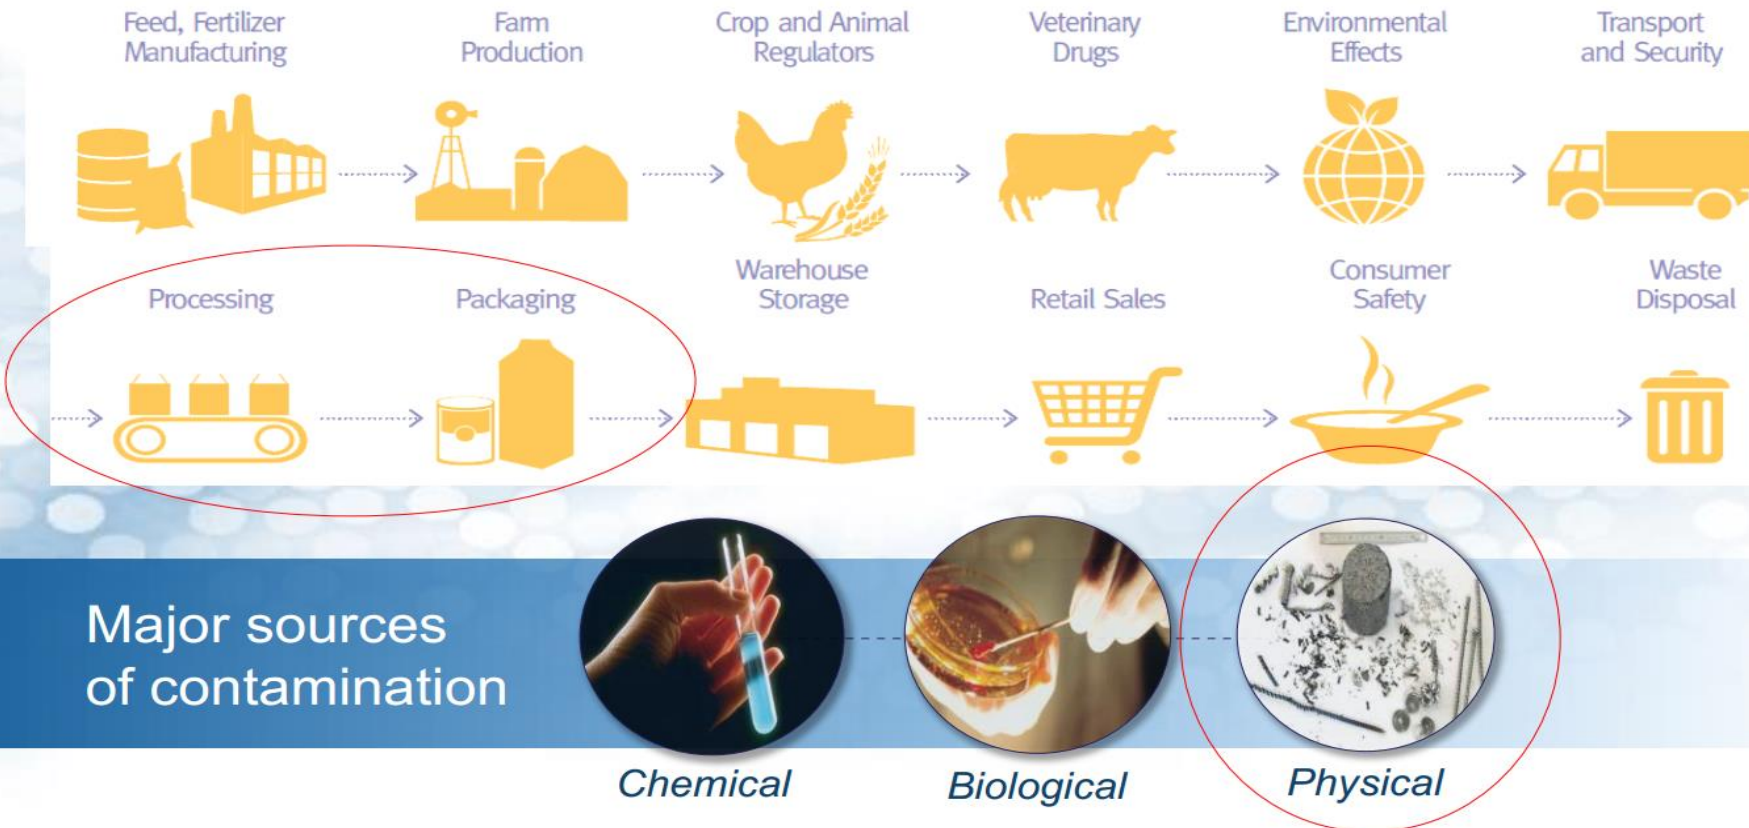 Feed, Fertilizer
Manufacturing
Farm
Production
Crop and Animal
Regulators
Veterinary
Drugs
Environmental
Effects
Transport
and Security
Processing
Packaging
Warehouse
Storage
Retail Sales
Consumer
Safety
Waste
Disposal
Major sources
of contamination
Chemical
Biological
Physical